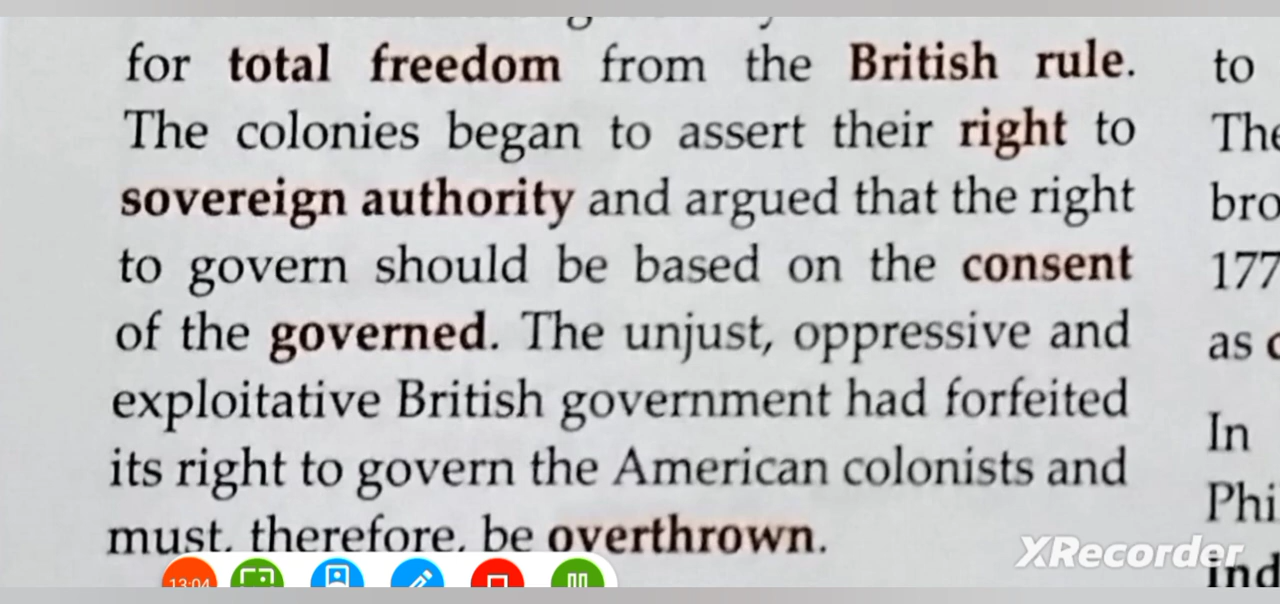 for total freedom from the British rule.
The colonies began to assert their right to
sovereign authority and argued that the right
to govern should be based on the consent
of the governed. The unjust, oppressive and
exploitative British government had forfeited
its right to govern the American colonists and
must, therefore, be overthrown.
to
177
as
In
XRecorder
13:04